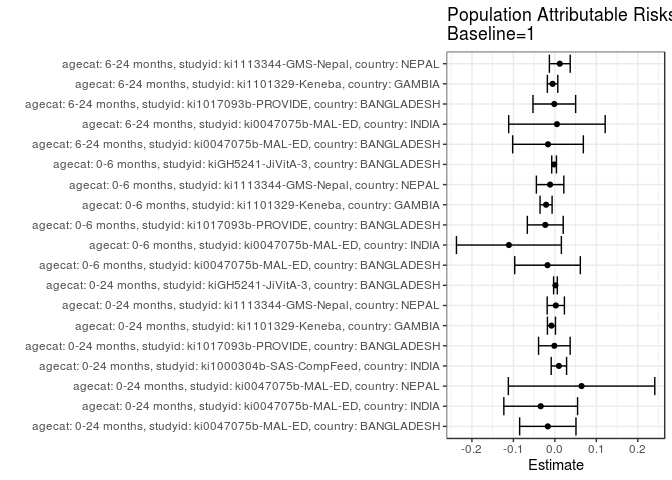 Population Attributable Risks
Baseline=1
agecat: 6-24 months, studyid: ki1113344-GMS-Nepal, country: NEPAL
agecat: 6-24 months, studyid: ki1101329-Keneba, country: GAMBIA
agecat: 6-24 months, studyid: ki1017093b-PROVIDE, country: BANGLADESH
agecat: 6-24 months, studyid: ki0047075b-MAL-ED, country: INDIA
agecat: 6-24 months, studyid: ki0047075b-MAL-ED, country: BANGLADESH
agecat: 0-6 months, studyid: kiGH5241-JiVitA-3, country: BANGLADESH
agecat: 0-6 months, studyid: ki1113344-GMS-Nepal, country: NEPAL
agecat: 0-6 months, studyid: ki1101329-Keneba, country: GAMBIA
agecat: 0-6 months, studyid: ki1017093b-PROVIDE, country: BANGLADESH
agecat: 0-6 months, studyid: ki0047075b-MAL-ED, country: INDIA
agecat: 0-6 months, studyid: ki0047075b-MAL-ED, country: BANGLADESH
agecat: 0-24 months, studyid: kiGH5241-JiVitA-3, country: BANGLADESH
agecat: 0-24 months, studyid: ki1113344-GMS-Nepal, country: NEPAL
agecat: 0-24 months, studyid: ki1101329-Keneba, country: GAMBIA
agecat: 0-24 months, studyid: ki1017093b-PROVIDE, country: BANGLADESH
agecat: 0-24 months, studyid: ki1000304b-SAS-CompFeed, country: INDIA
agecat: 0-24 months, studyid: ki0047075b-MAL-ED, country: NEPAL
agecat: 0-24 months, studyid: ki0047075b-MAL-ED, country: INDIA
agecat: 0-24 months, studyid: ki0047075b-MAL-ED, country: BANGLADESH
-0.2 -0.1 0.0 0.1 0.2
Estimate